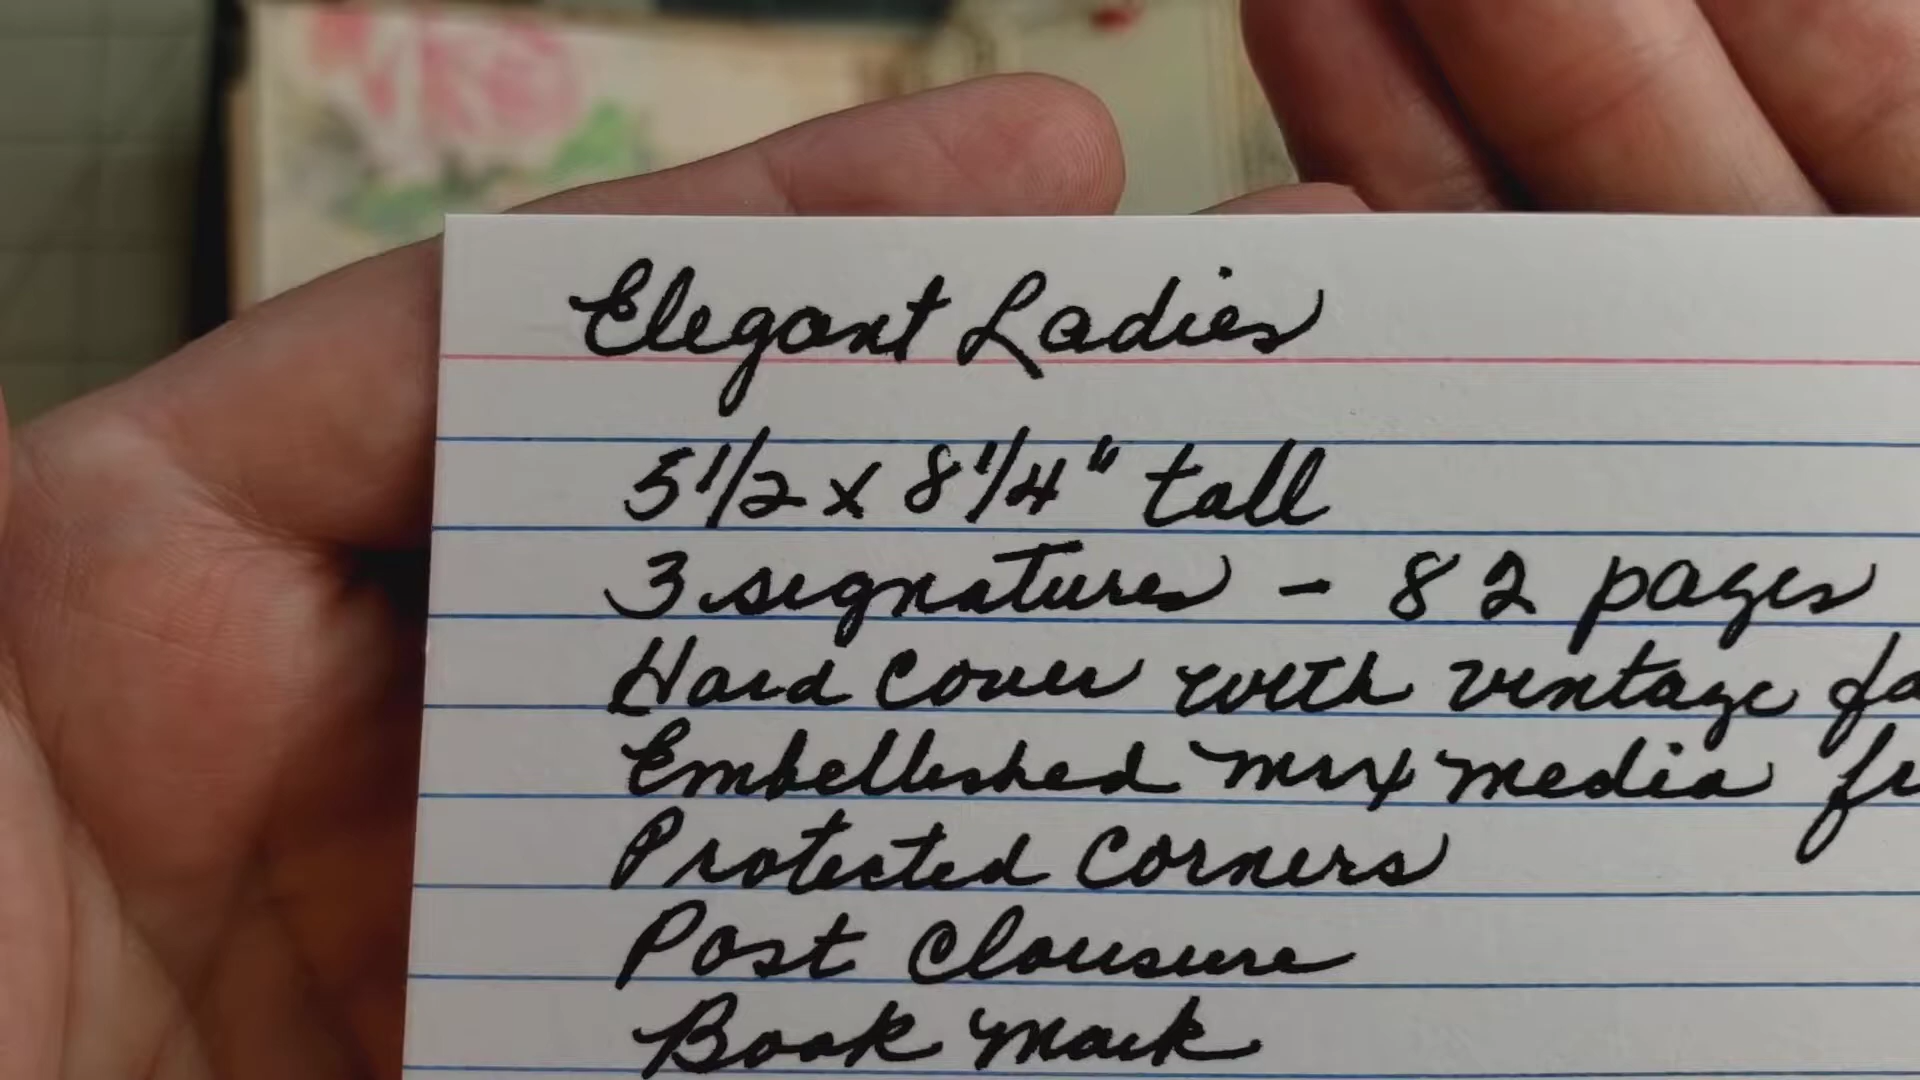 Elegant Ladies
5 1/2 x 8 1/4" tall
3 signatures - 82 pages
Hard Cover with vintage
Embellished mix media
Protected Corners
Post Clousure
Book Mark